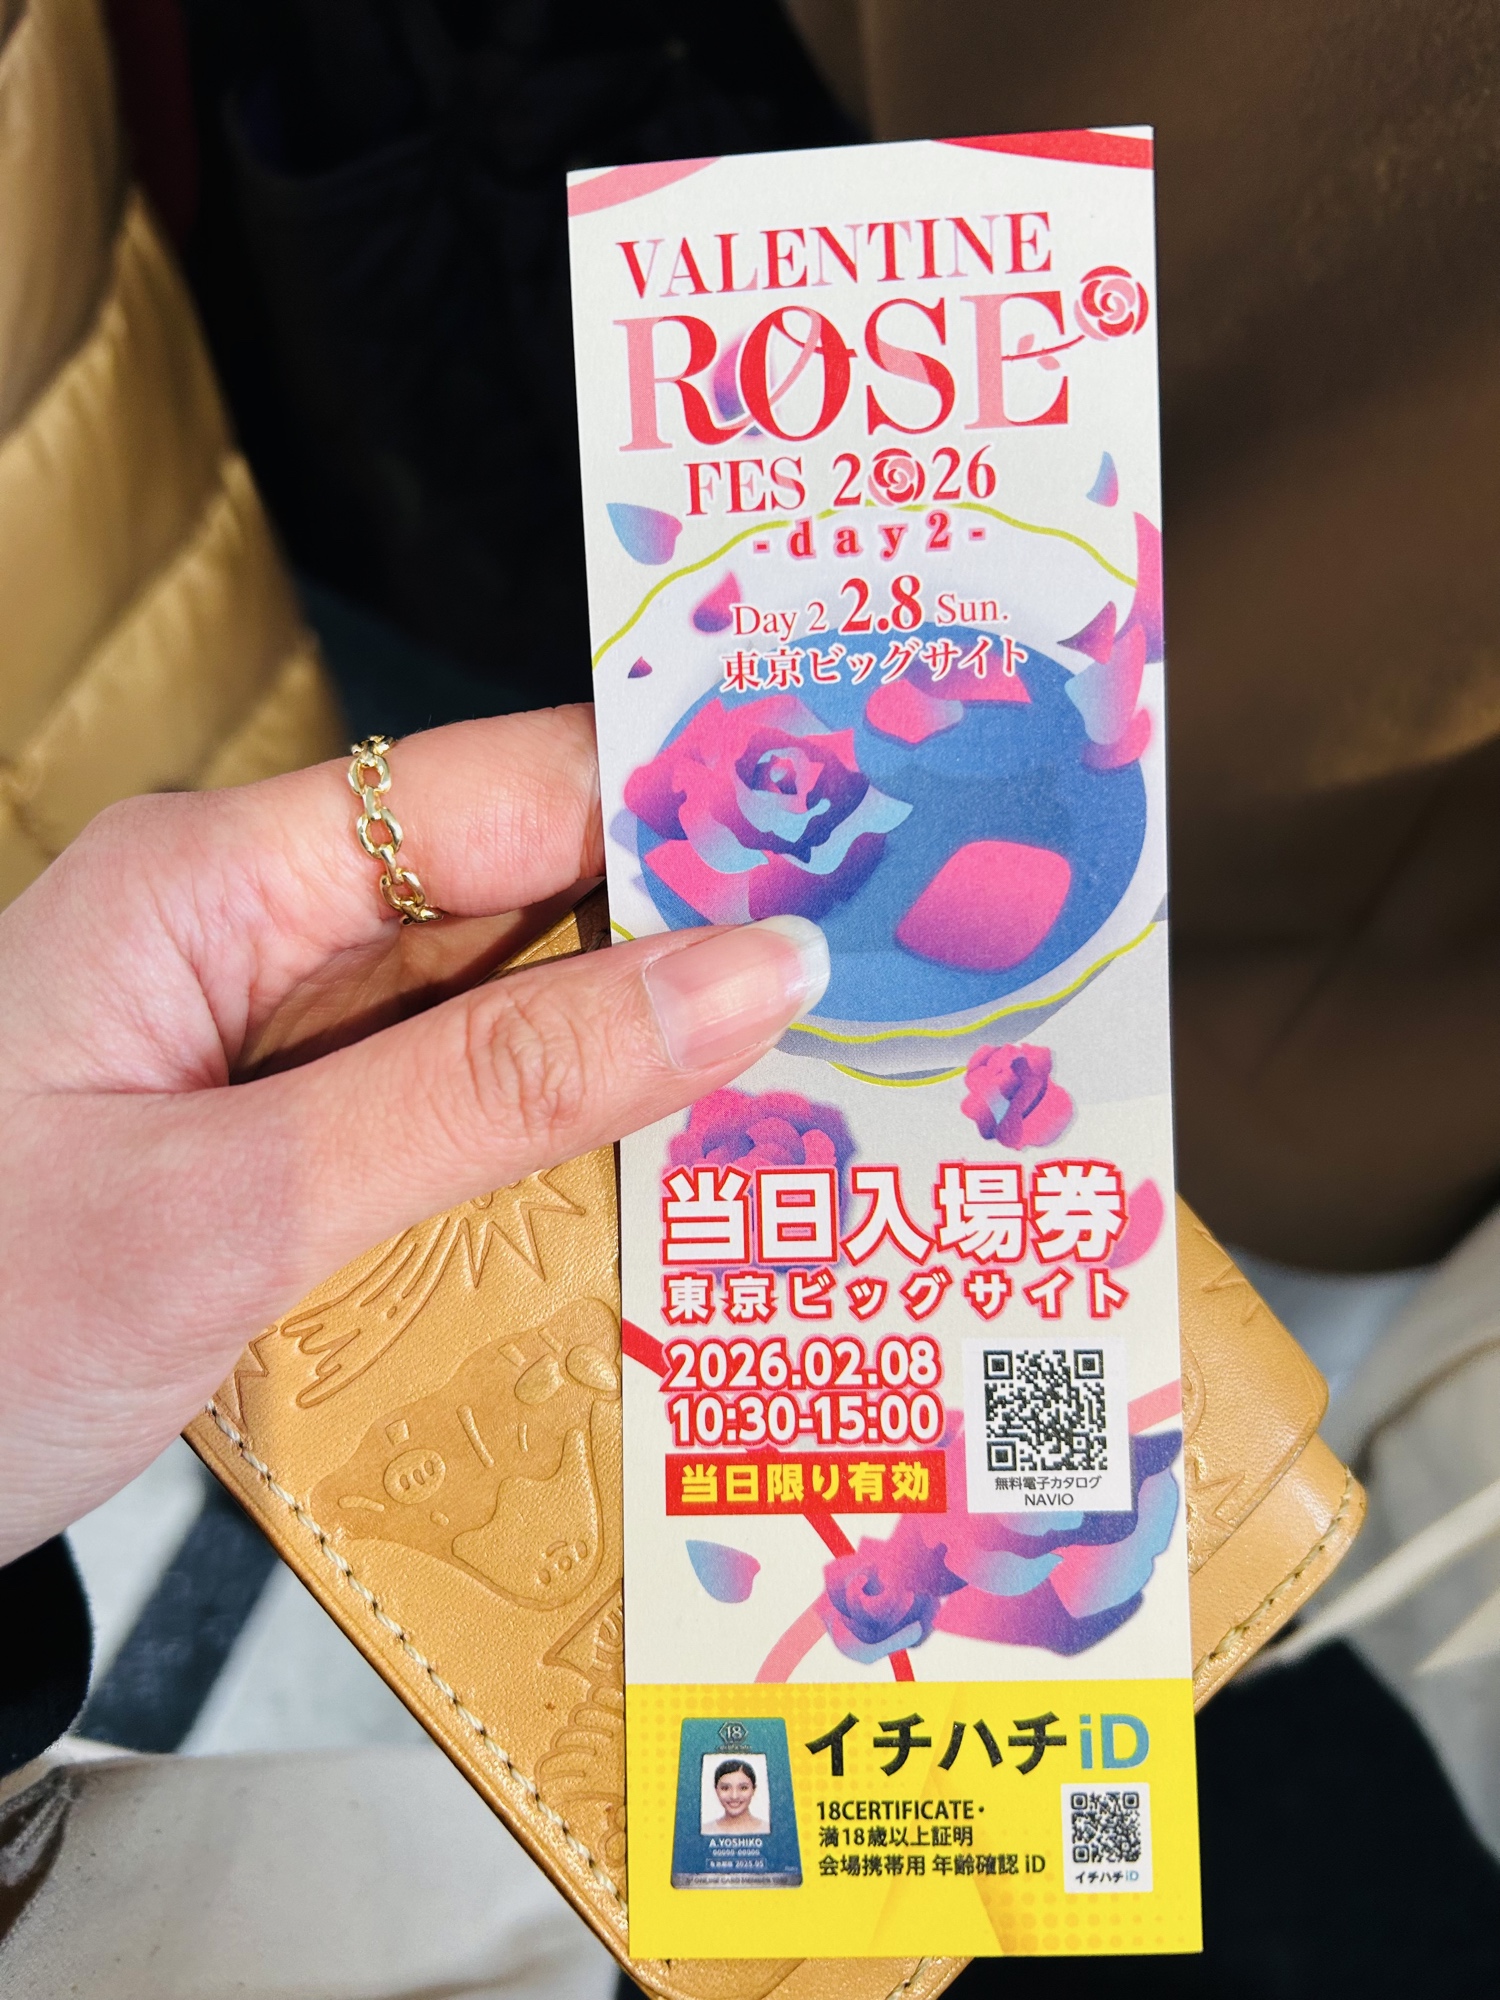 VALENTINE
ROSE
FES 2026
-day2-
Day 2 2.8 Sun.
東京ビッグサイト
当日入場券
東京ビッグサイト
2026.02.08
10:30-15:00
当日限り有効
無料電子カタログ
NAVIO
イチハチiD
18
A.YOSHIKO
18CERTIFICATE・
満18歳以上証明
会場携帯用 年齢確認 iD
イチハチiD